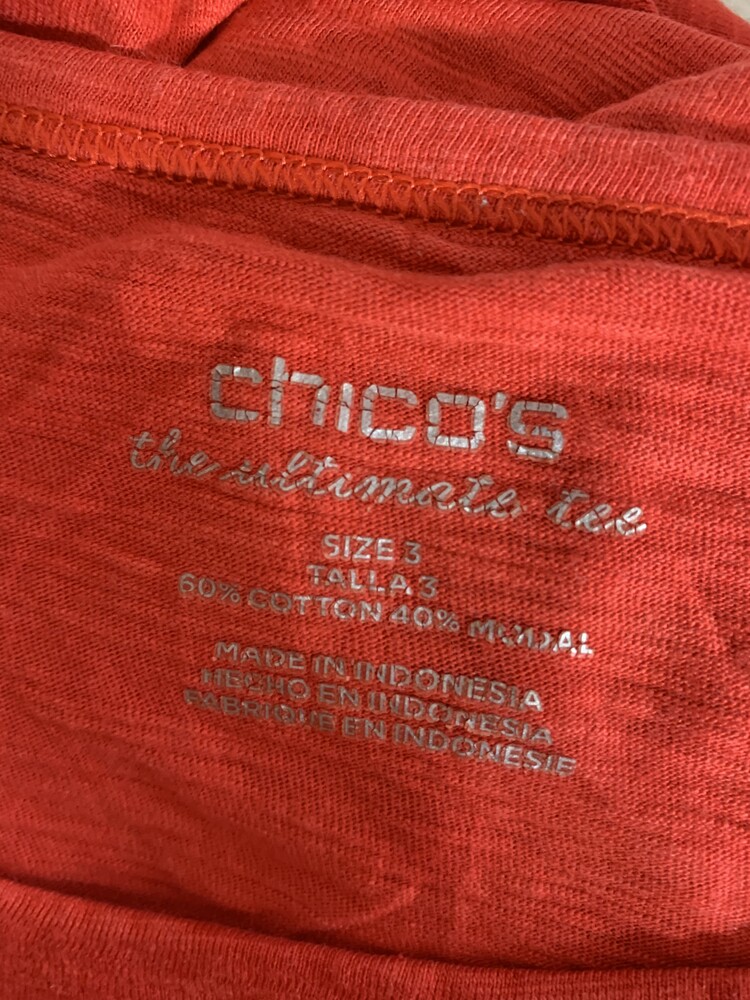 chico's
the ultimate tee
SIZE 3
TALLA 3
60% COTTON 40% MODAL
MADE IN INDONESIA
HECHO EN INDONESIA
FABRIQUE EN INDONESIE